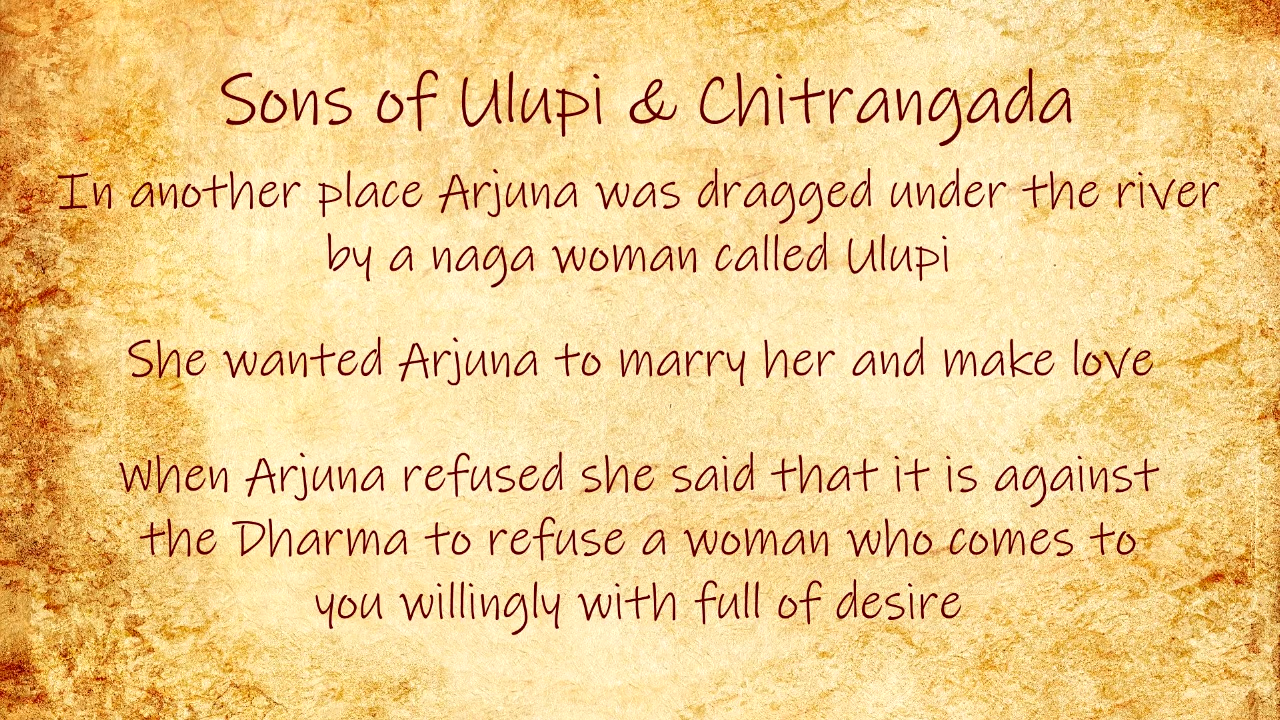 Sons of Ulupi & Chitrangada
In another place Arjuna was dragged under the river
by a naga woman called Ulupi
She wanted Arjuna to marry her and make love
When Arjuna refused she said that it is against
the Dharma to refuse a woman who comes to
you willingly with full of desire